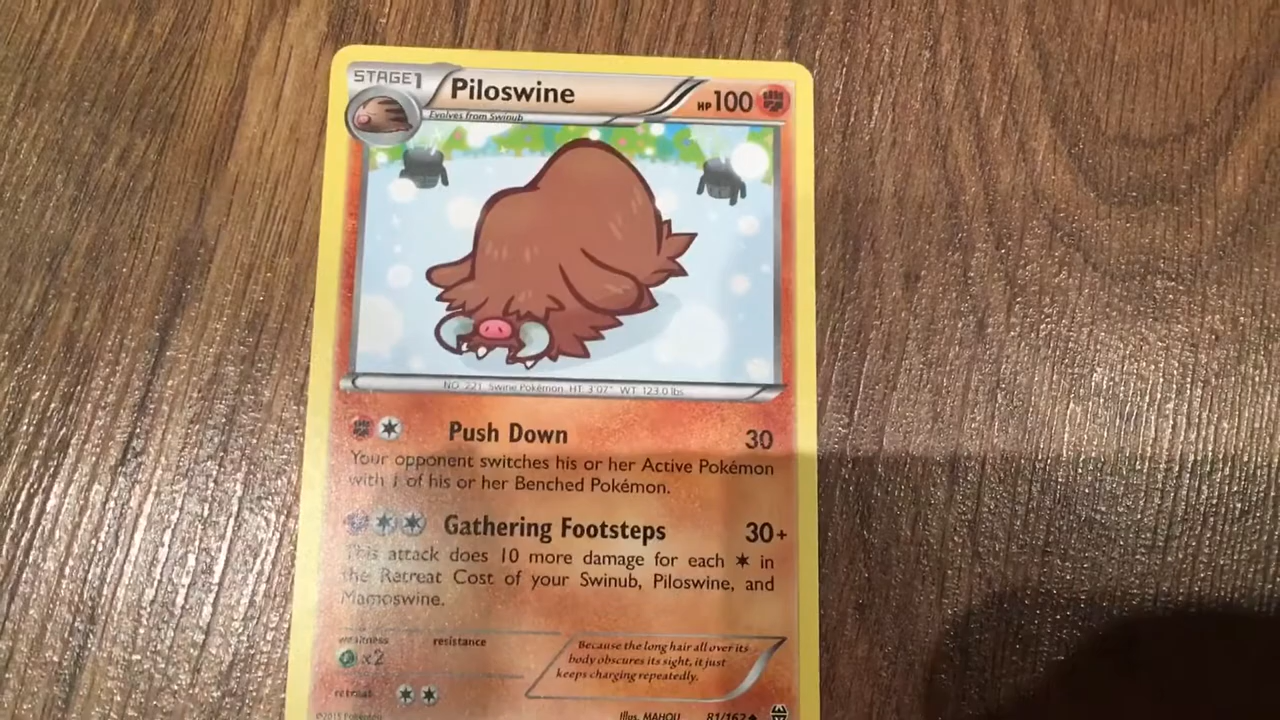 STAGE1
Piloswine
HP100
Evolves from Swinub
NO. 221 Swine Pokémon HT: 3'07" WT: 123.0 lbs
Push Down 30
Your opponent switches his or her Active Pokémon
with 1 of his or her Benched Pokémon.
Gathering Footsteps 30+
This attack does 10 more damage for each in
the Retreat Cost of your Swinub, Piloswine, and
Mamoswine.
weakness resistance
x2
Because the long hair all over its
body obscures its sight, it just
keeps charging repeatedly.
retreat
©2015 Pokémon
Illus. MAHOU 81/162